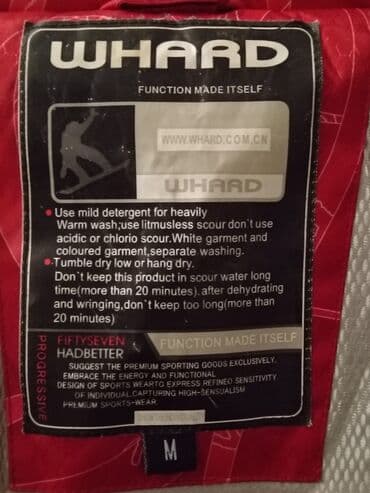 WHARD
FUNCTION MADE ITSELF
WWW.WHARD.COM.CN
WHARD
Use mild detergent for heavily
Warm wash;use litmusless scour don`t use
acidic or chlorio scour.White garment and
coloured garment,separate washing.
Tumble dry low or hang dry.
Don`t keep this product in scour water long
time(more than 20 minutes).after dehydrating
and wringing,don`t keep too long(more than
20 minutes)
PROGRESSIVE
FIFTYSEVEN
HADBETTER
FUNCTION MADE ITSELF
SUGGEST THE PREMIUM SPORTING GOODS EXCLUSIVELY.
EMBRACE THE ENERGY AND FUNCTIONAL
DESIGN OF SPORTS WEARTO EXPRESS REFINED SENSITIVITY
OF INDIVIDUAL.CAPTURING HIGH-SENSUALISM
PREMIUM SPORTS-WEAR
M